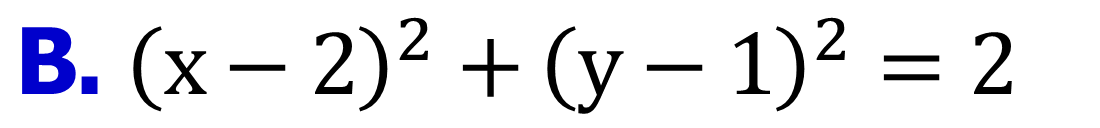 B. (x − 2)² + (y − 1)² = 2